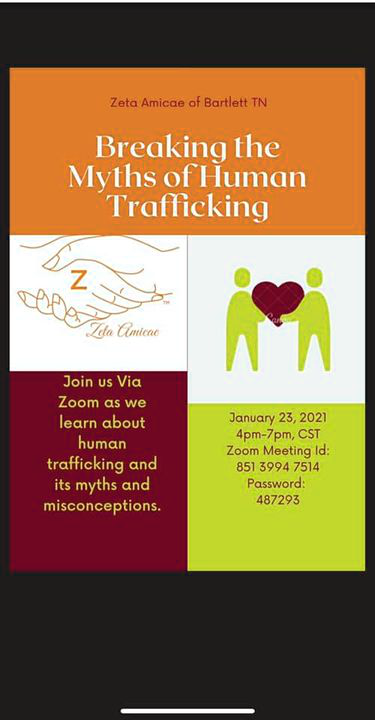 Zeta Amicae of Bartlett TN
Breaking the
Myths of Human
Trafficking
Z
TM
Zeta Amicae
Canva
Join us Via
Zoom as we
learn about
human
trafficking and
its myths and
misconceptions.
January 23, 2021
4pm-7pm, CST
Zoom Meeting Id:
851 3994 7514
Password:
487293